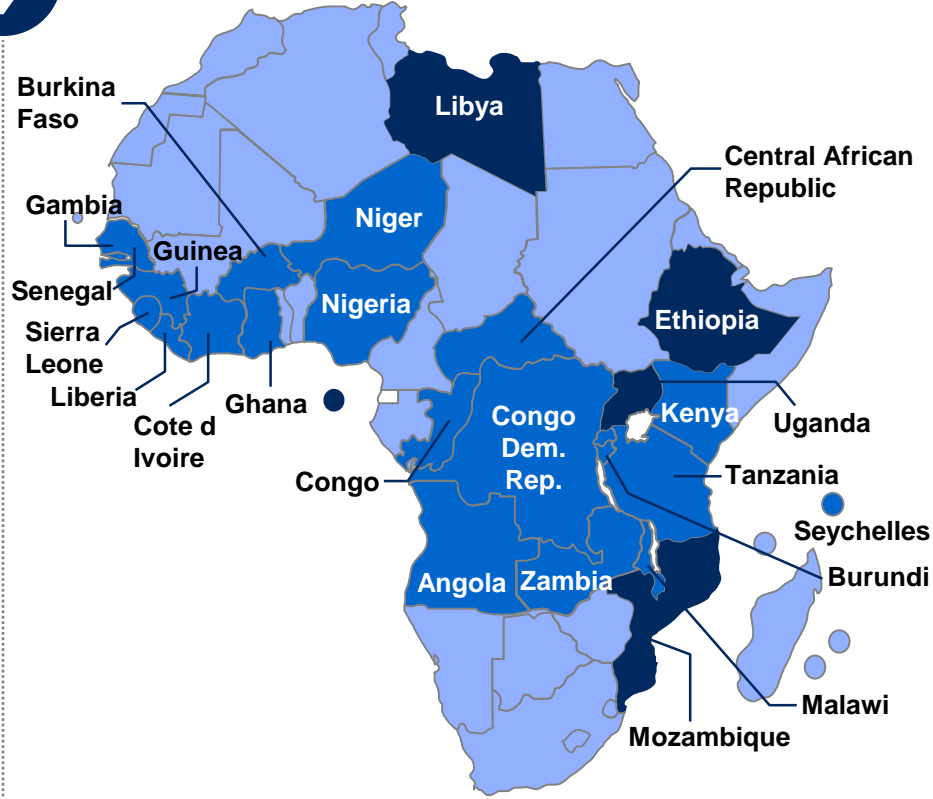 Burkina
Faso
Libya
Central African
Republic
Gambia
Niger
Guinea
Senegal
Nigeria
Sierra
Leone
Ethiopia
Liberia
Ghana
Cote d
Ivoire
Congo
Dem.
Rep.
Kenya
Uganda
Congo
Tanzania
Seychelles
Angola
Zambia
Burundi
Malawi
Mozambique